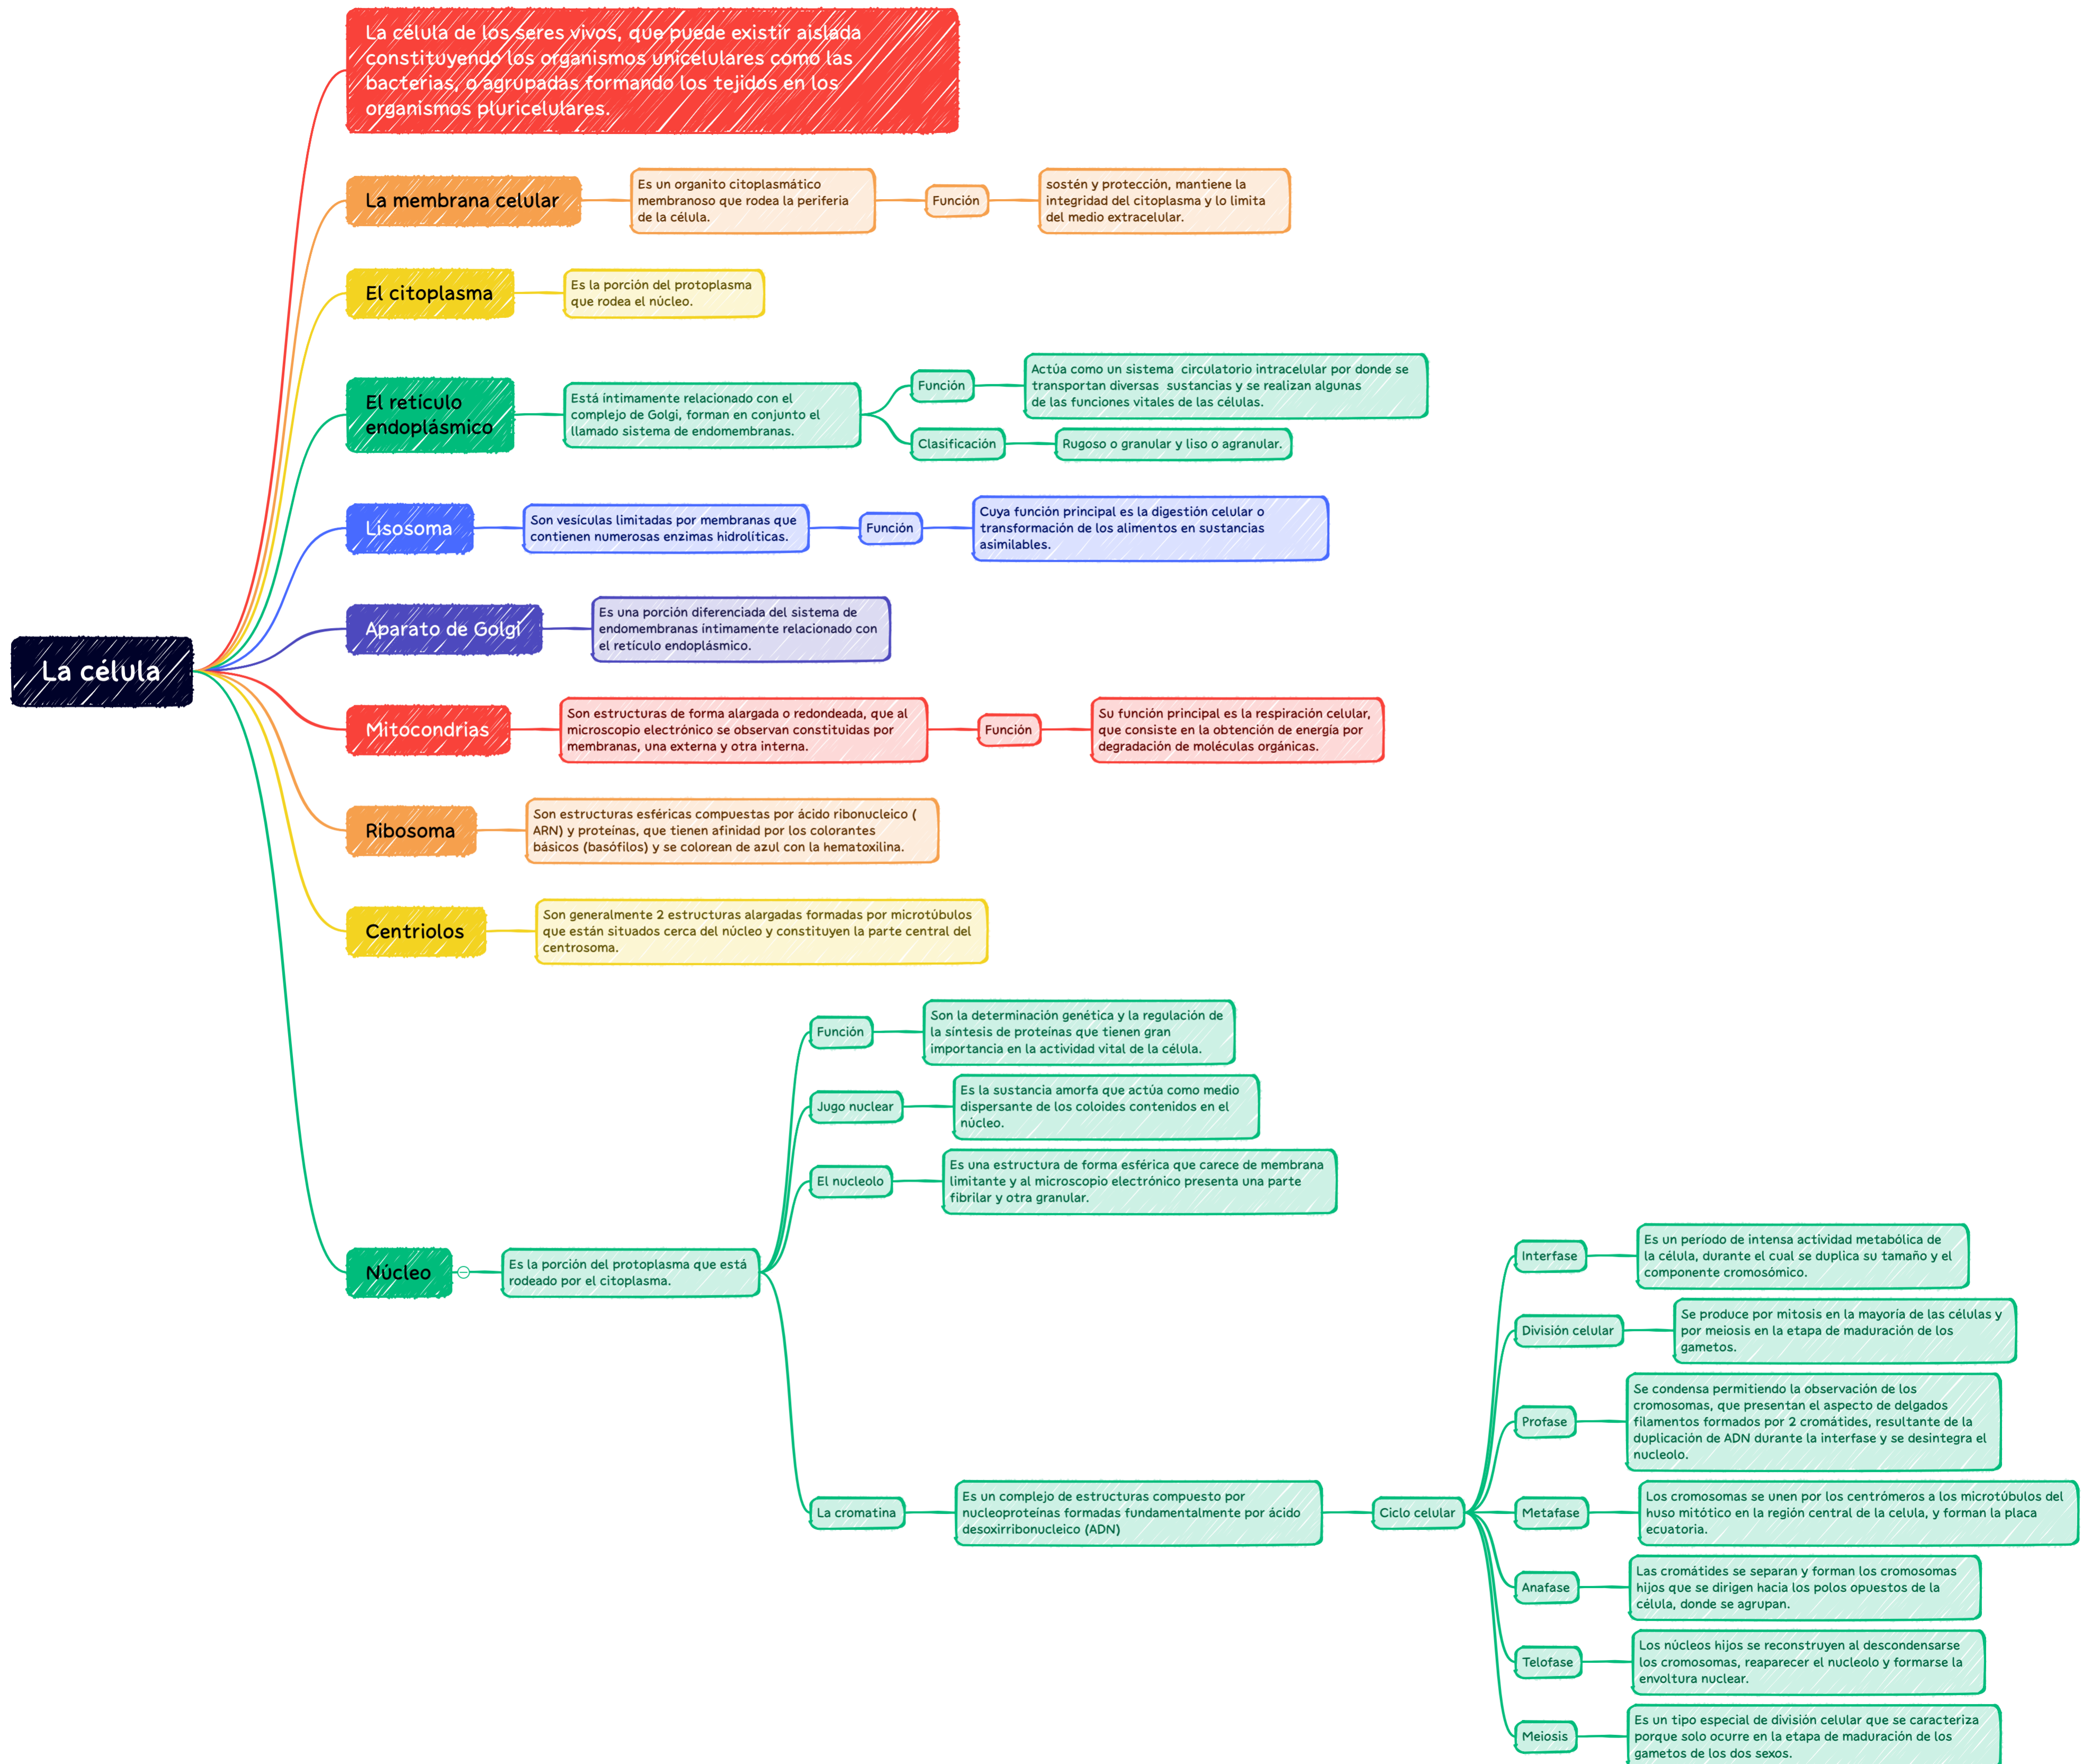 La célula
La célula de los seres vivos, que puede existir aislada
constituyendo los organismos unicelulares como las
bacterias, o agrupadas formando los tejidos en los
organismos pluricelulares.
La membrana celular
Es un organito citoplasmático
membranoso que rodea la periferia
de la célula.
Función
sostén y protección, mantiene la
integridad del citoplasma y lo limita
del medio extracelular.
El citoplasma
Es la porción del protoplasma
que rodea el núcleo.
El retículo
endoplásmico
Está íntimamente relacionado con el
complejo de Golgi, forman en conjunto el
llamado sistema de endomembranas.
Función
Actúa como un sistema  circulatorio intracelular por donde se
transportan diversas  sustancias y se realizan algunas
de las funciones vitales de las células.
Clasificación
Rugoso o granular y liso o agranular.
Lisosoma
Son vesículas limitadas por membranas que
contienen numerosas enzimas hidrolíticas.
Función
Cuya función principal es la digestión celular o
transformación de los alimentos en sustancias
asimilables.
Aparato de Golgi
Es una porción diferenciada del sistema de
endomembranas íntimamente relacionado con
el retículo endoplásmico.
Mitocondrias
Son estructuras de forma alargada o redondeada, que al
microscopio electrónico se observan constituidas por
membranas, una externa y otra interna.
Función
Su función principal es la respiración celular,
que consiste en la obtención de energía por
degradación de moléculas orgánicas.
Ribosoma
Son estructuras esféricas compuestas por ácido ribonucleico (
ARN) y proteínas, que tienen afinidad por los colorantes
básicos (basófilos) y se colorean de azul con la hematoxilina.
Centriolos
Son generalmente 2 estructuras alargadas formadas por microtúbulos
que están situados cerca del núcleo y constituyen la parte central del
centrosoma.
Núcleo
Es la porción del protoplasma que está
rodeado por el citoplasma.
Función
Son la determinación genética y la regulación de
la síntesis de proteínas que tienen gran
importancia en la actividad vital de la célula.
Jugo nuclear
Es la sustancia amorfa que actúa como medio
dispersante de los coloides contenidos en el
núcleo.
El nucleolo
Es una estructura de forma esférica que carece de membrana
limitante y al microscopio electrónico presenta una parte
fibrilar y otra granular.
La cromatina
Es un complejo de estructuras compuesto por
nucleoproteínas formadas fundamentalmente por ácido
desoxirribonucleico (ADN)
Ciclo celular
Interfase
Es un período de intensa actividad metabólica de
la célula, durante el cual se duplica su tamaño y el
componente cromosómico.
División celular
Se produce por mitosis en la mayoría de las células y
por meiosis en la etapa de maduración de los
gametos.
Profase
Se condensa permitiendo la observación de los
cromosomas, que presentan el aspecto de delgados
filamentos formados por 2 cromátides, resultante de la
duplicación de ADN durante la interfase y se desintegra el
nucleolo.
Metafase
Los cromosomas se unen por los centrómeros a los microtúbulos del
huso mitótico en la región central de la celula, y forman la placa
ecuatoria.
Anafase
Las cromátides se separan y forman los cromosomas
hijos que se dirigen hacia los polos opuestos de la
célula, donde se agrupan.
Telofase
Los núcleos hijos se reconstruyen al descondensarse
los cromosomas, reaparecer el nucleolo y formarse la
envoltura nuclear.
Meiosis
Es un tipo especial de división celular que se caracteriza
porque solo ocurre en la etapa de maduración de los
gametos de los dos sexos.